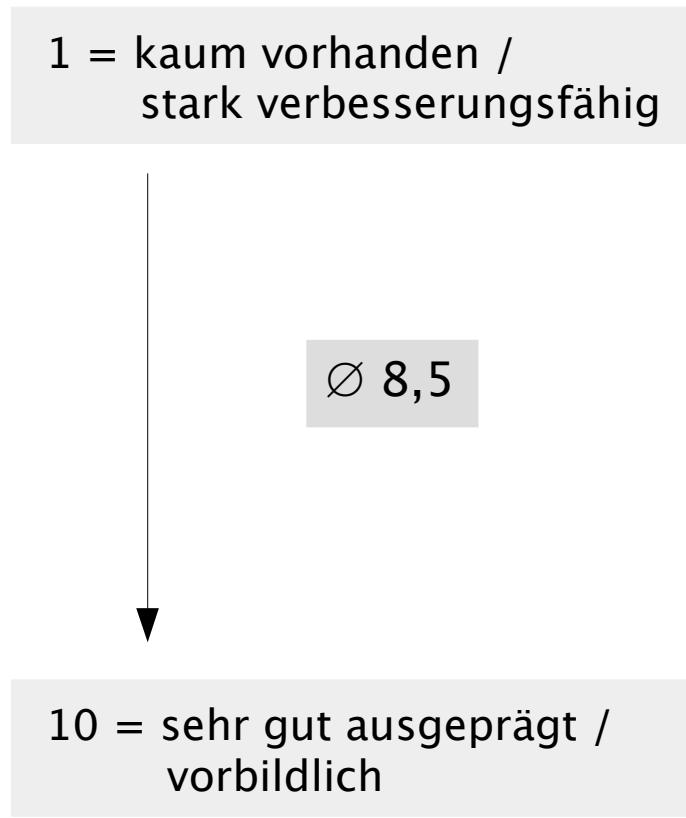 1 = kaum vorhanden /
stark verbesserungsfähig
∅ 8,5
10 = sehr gut ausgeprägt /
vorbildlich